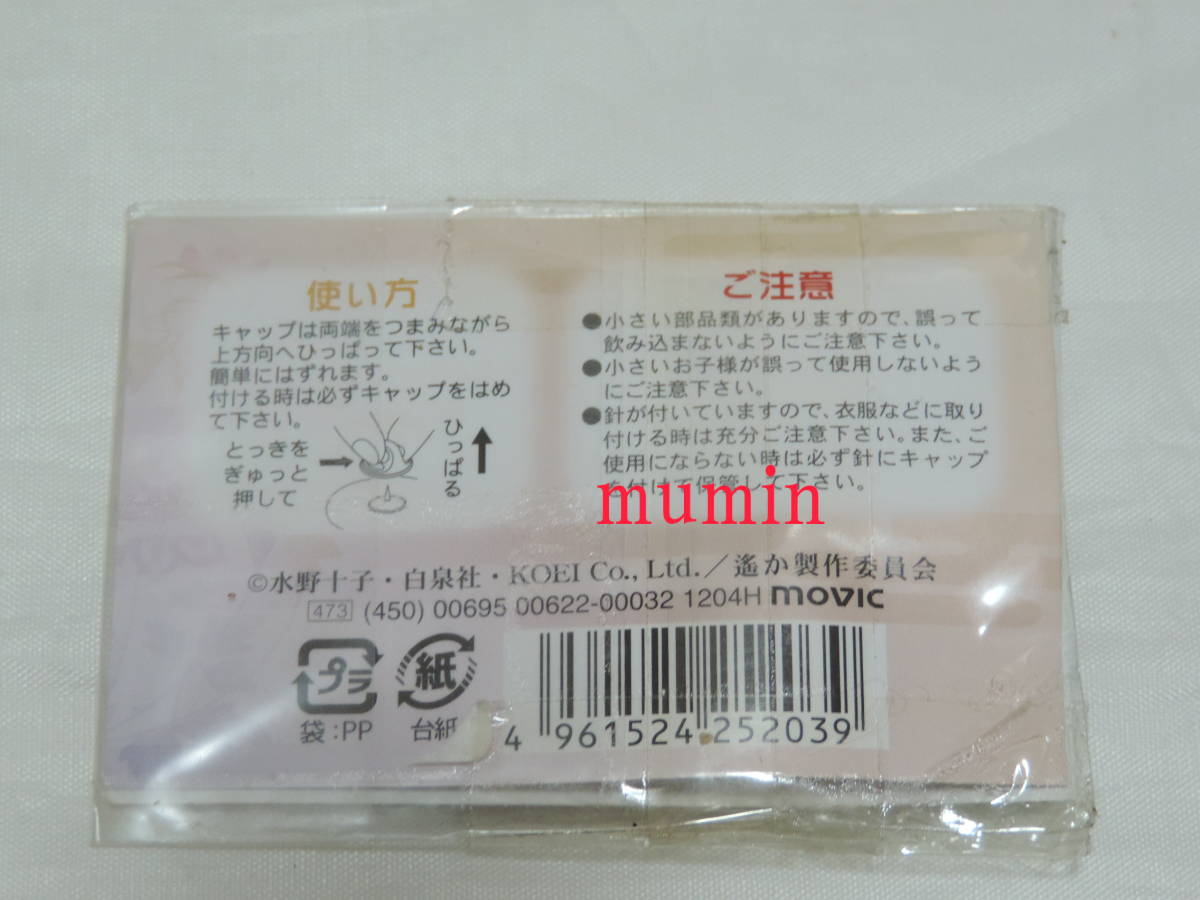 使い方
キャップは両端をつまみながら
上方向へひっぱって下さい。
簡単にはずれます。
付ける時は必ずキャップをはめ
て下さい。
とっきを
ぎゅっと
押して
ひっぱる
ご注意
●小さい部品類がありますので、誤って
飲み込まないようにご注意下さい。
●小さいお子様が誤って使用しないよう
にご注意下さい。
●針が付いていますので、衣服などに取り
付ける時は充分ご注意下さい。また、ご
使用にならない時は必ず針にキャップ
を付けて保管して下さい。
mumin
©水野十子・白泉社・KOEI Co., Ltd./遙か製作委員会
473 (450) 00695 00622-00032 1204H movic
プラ
紙
袋:PP
台紙
4 961524 252039